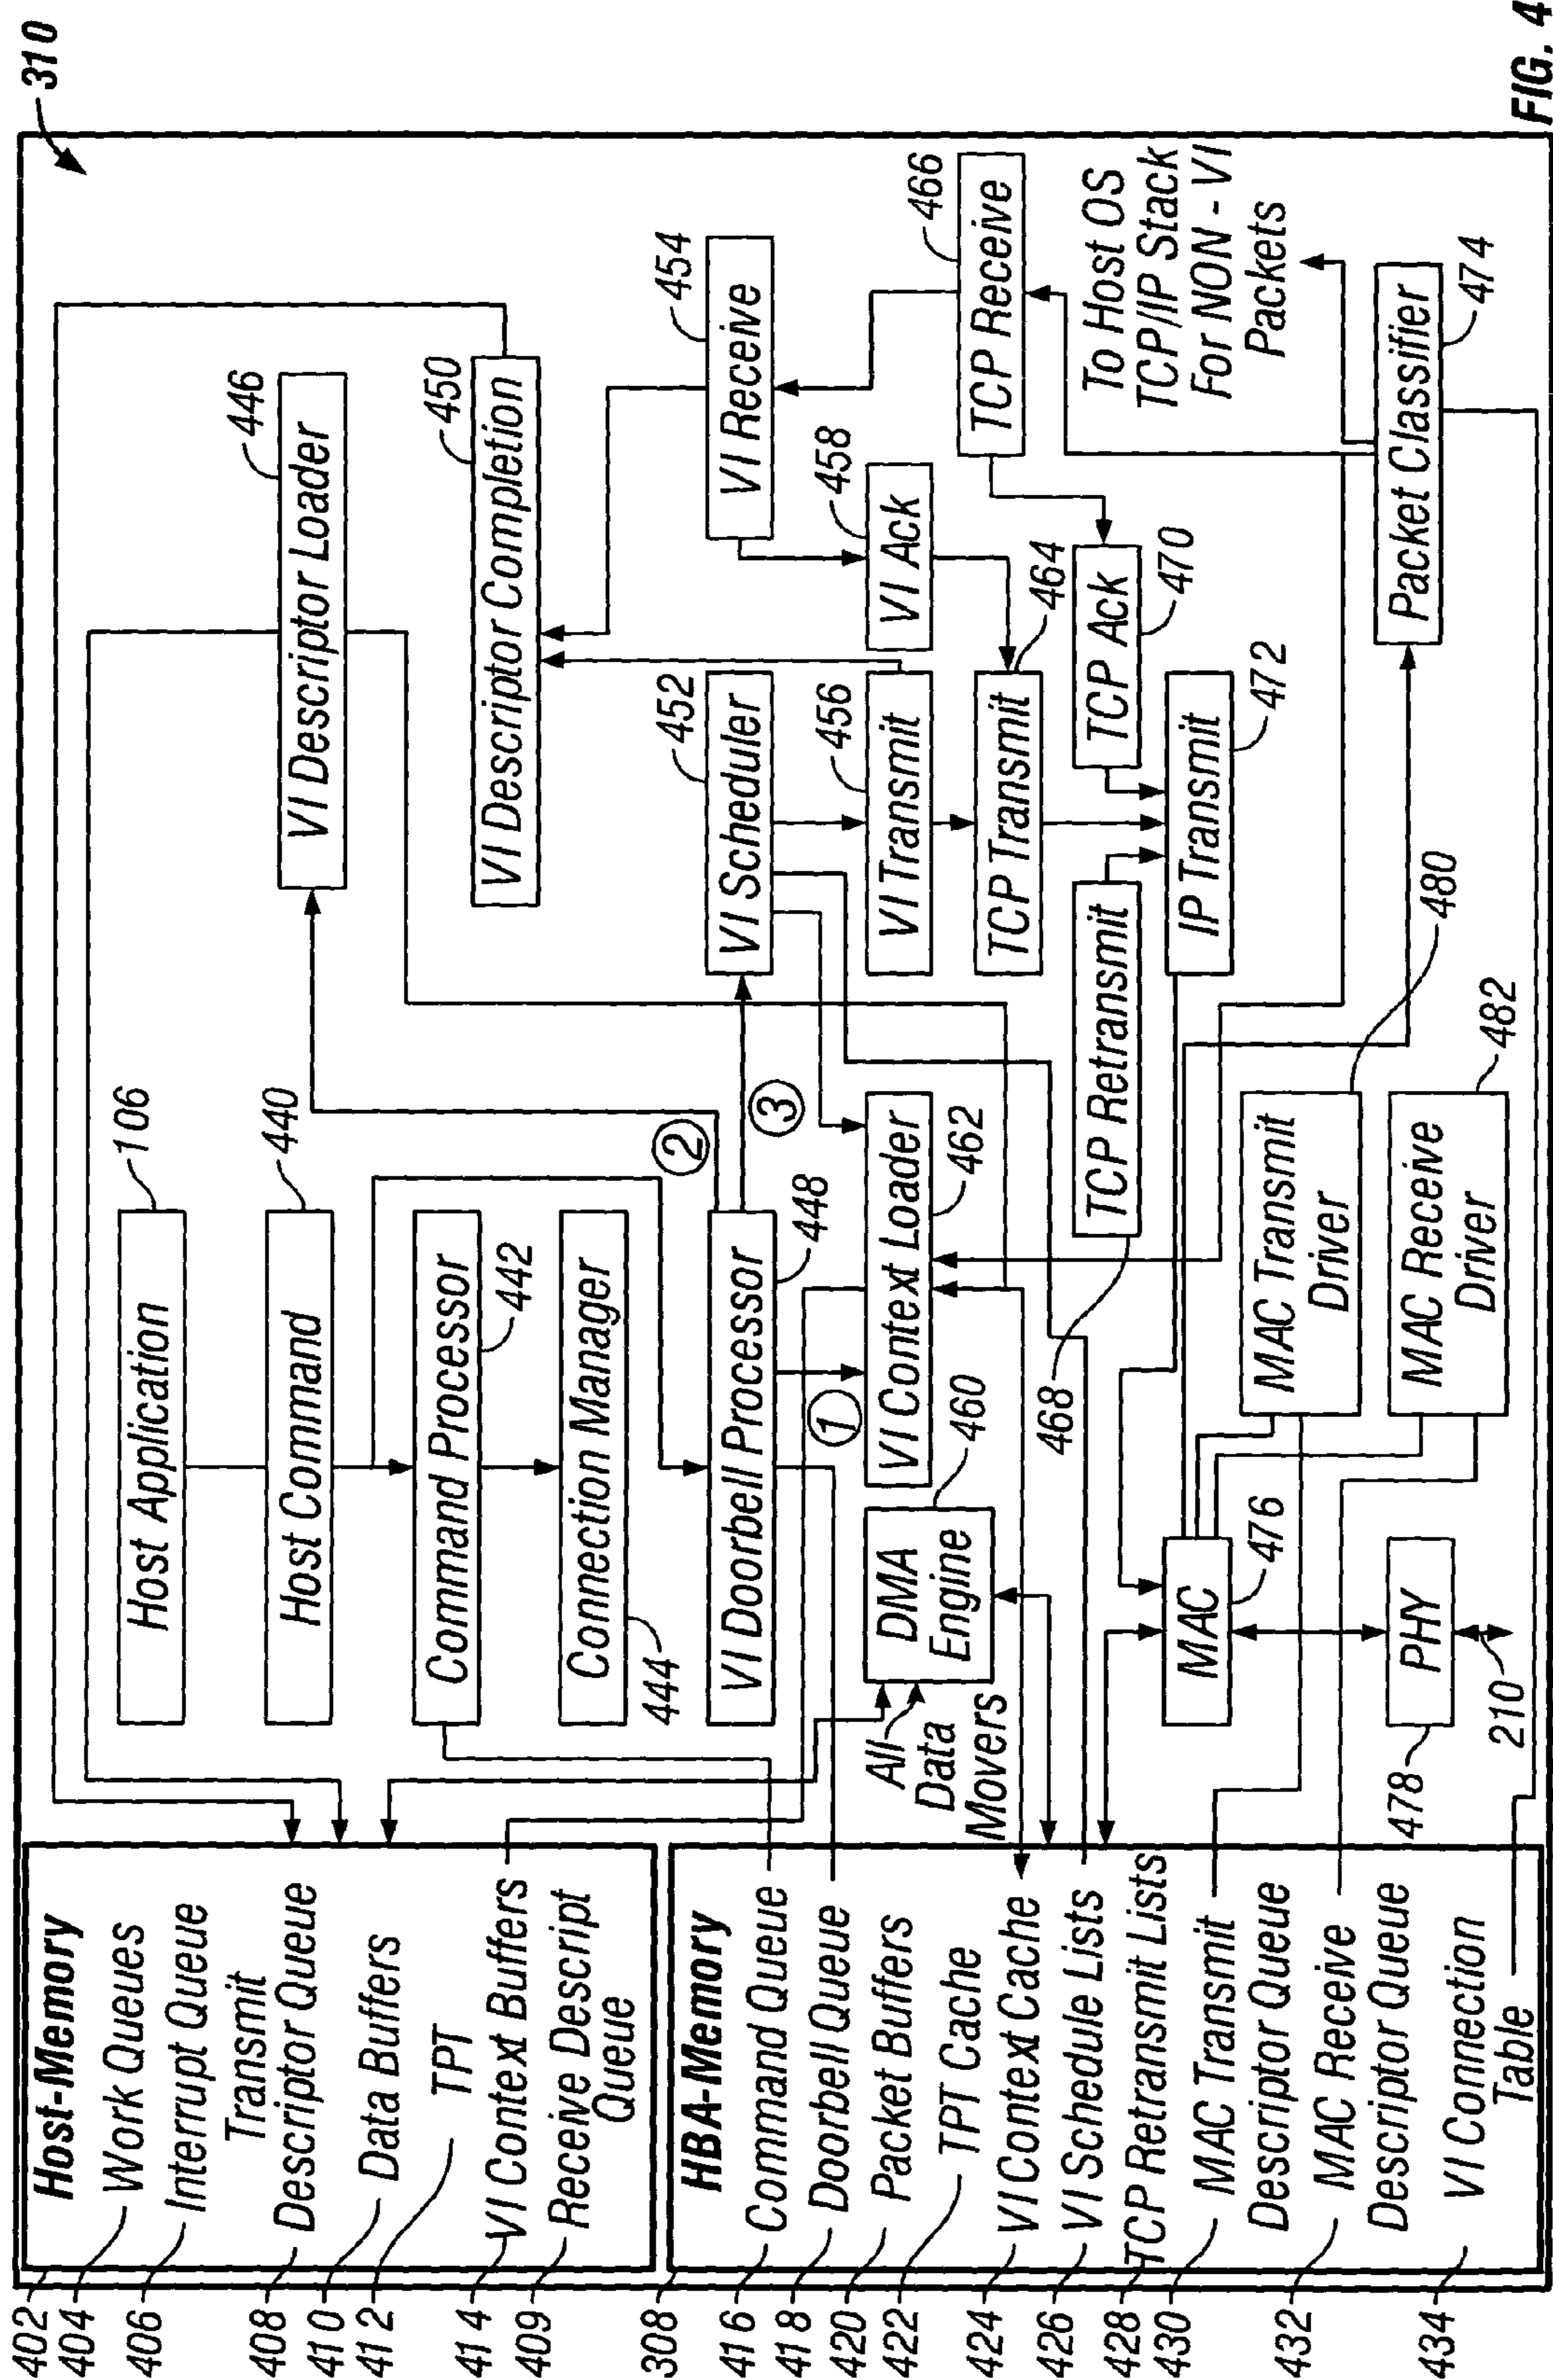 310
402
404
406
408
410
412
414
409
308
416
418
420
422
424
426
428
430
432
434
Host-Memory
Work Queues
Interrupt Queue
Transmit
Descriptor Queue
Data Buffers
TPT
VI Context Buffers
Receive Descript
Queue
HBA-Memory
Command Queue
Doorbell Queue
Packet Buffers
TPT Cache
VI Context Cache
VI Schedule Lists
TCP Retransmit Lists
MAC Transmit
Descriptor Queue
MAC Receive
Descriptor Queue
VI Connection
Table
Host Application
106
Host Command
440
Command Processor
442
Connection Manager
444
VI Doorbell Processor
448
1
2
3
VI Descriptor Loader
446
VI Descriptor Completion
450
VI Scheduler
452
VI Receive
454
All
Data
Movers
DMA
Engine
460
VI Context Loader
462
VI Transmit
456
VI Ack
458
TCP Transmit
464
TCP Receive
466
TCP Retransmit
468
TCP Ack
470
IP Transmit
472
To Host OS
TCP/IP Stack
For NON - VI
Packets
MAC
476
MAC Transmit
Driver
480
Packet Classifier
474
PHY
478
210
MAC Receive
Driver
482
FIG. 4